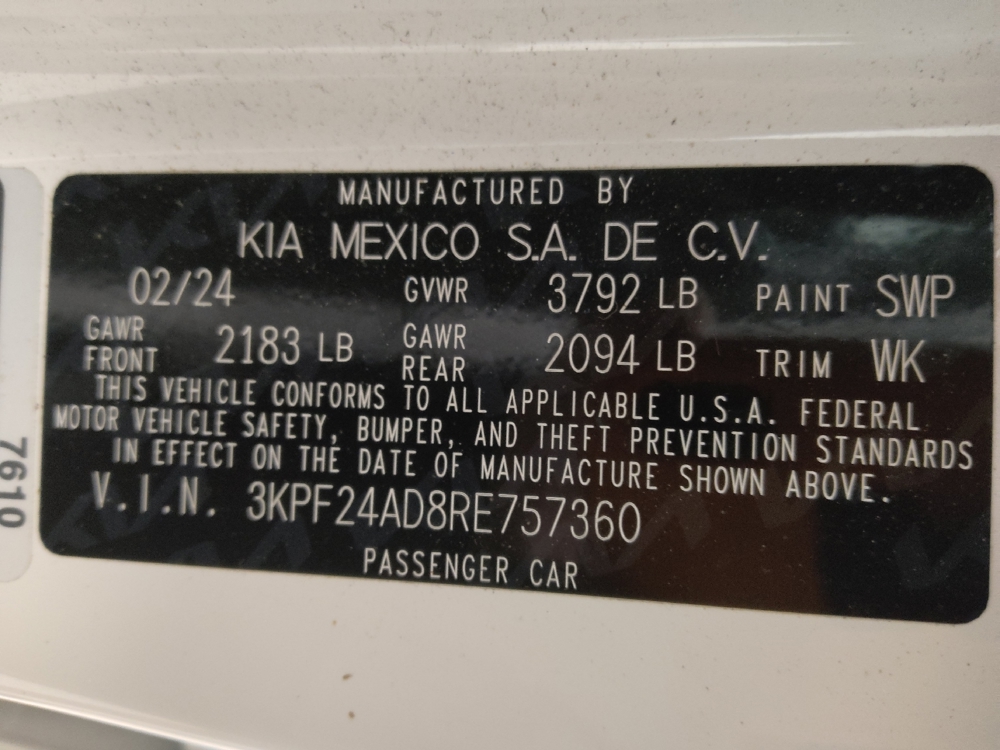 MANUFACTURED BY
KIA MEXICO S.A. DE C.V.
02/24 GVWR 3792 LB PAINT SWP
GAWR FRONT 2183 LB GAWR REAR 2094 LB TRIM WK
THIS VEHICLE CONFORMS TO ALL APPLICABLE U.S.A. FEDERAL
MOTOR VEHICLE SAFETY, BUMPER, AND THEFT PREVENTION STANDARDS
IN EFFECT ON THE DATE OF MANUFACTURE SHOWN ABOVE.
V.I.N. 3KPF24AD8RE757360
PASSENGER CAR
7610